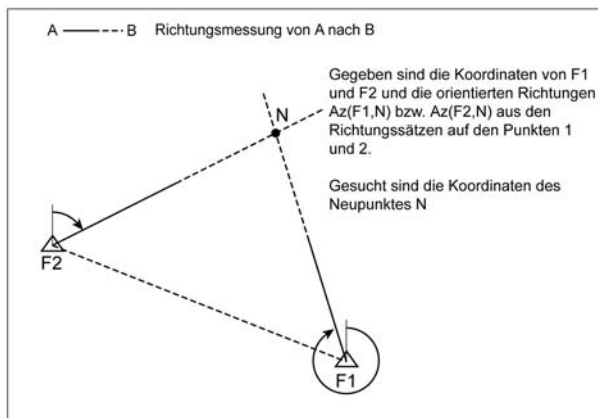 A B Richtungsmessung von A nach B
Gegeben sind die Koordinaten von F1
und F2 und die orientierten Richtungen
Az(F1,N) bzw. Az(F2,N) aus den
Richtungssätzen auf den Punkten 1
und 2.
Gesucht sind die Koordinaten des
Neupunktes N
N
F2
F1